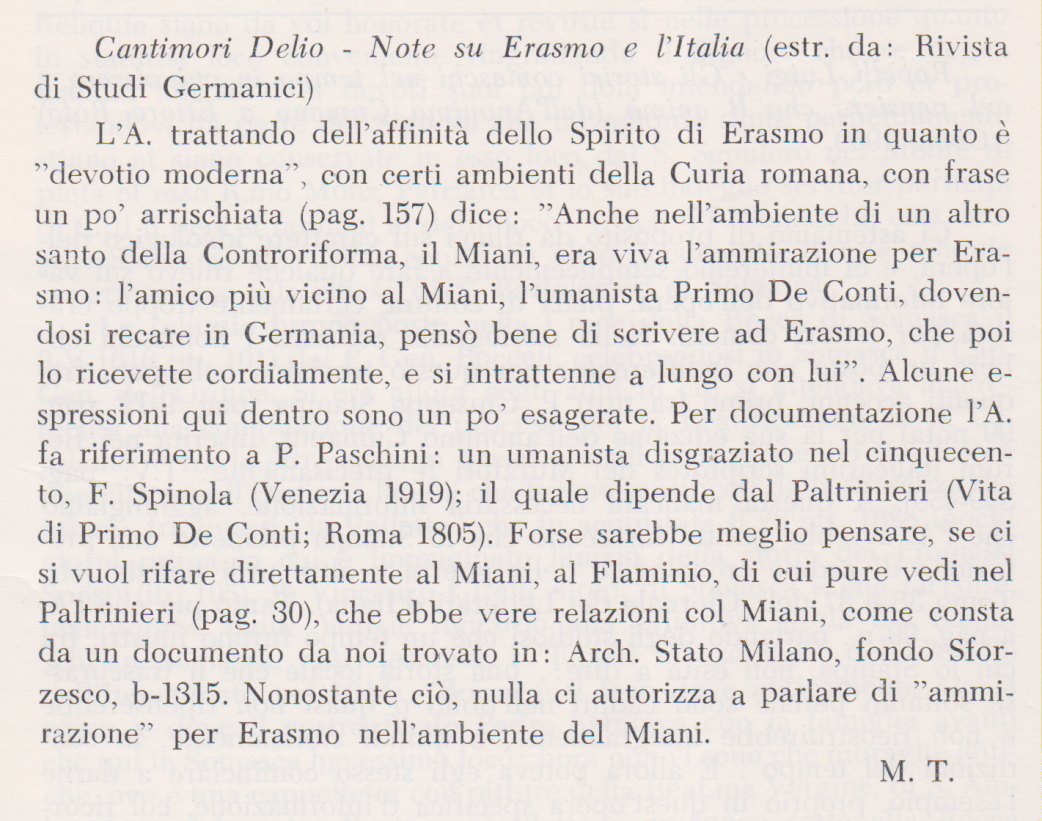 Cantimori Delio - Note su Erasmo e l'Italia (estr. da: Rivista
di Studi Germanici)
L'A. trattando dell'affinità dello Spirito di Erasmo in quanto è
"devotio moderna", con certi ambienti della Curia romana, con frase
un po' arrischiata (pag. 157) dice: "Anche nell'ambiente di un altro
santo della Controriforma, il Miani, era viva l'ammirazione per Era-
smo: l'amico più vicino al Miani, l'umanista Primo De Conti, doven-
dosi recare in Germania, pensò bene di scrivere ad Erasmo, che poi
lo ricevette cordialmente, e si intrattenne a lungo con lui". Alcune e-
spressioni qui dentro sono un po' esagerate. Per documentazione l'A.
fa riferimento a P. Paschini: un umanista disgraziato nel cinquecen-
to, F. Spinola (Venezia 1919); il quale dipende dal Paltrinieri (Vita
di Primo De Conti; Roma 1805). Forse sarebbe meglio pensare, se ci
si vuol rifare direttamente al Miani, al Flaminio, di cui pure vedi nel
Paltrinieri (pag. 30), che ebbe vere relazioni col Miani, come consta
da un documento da noi trovato in: Arch. Stato Milano, fondo Sfor-
zesco, b-1315. Nonostante ciò, nulla ci autorizza a parlare di "ammi-
razione" per Erasmo nell'ambiente del Miani.
M. T.